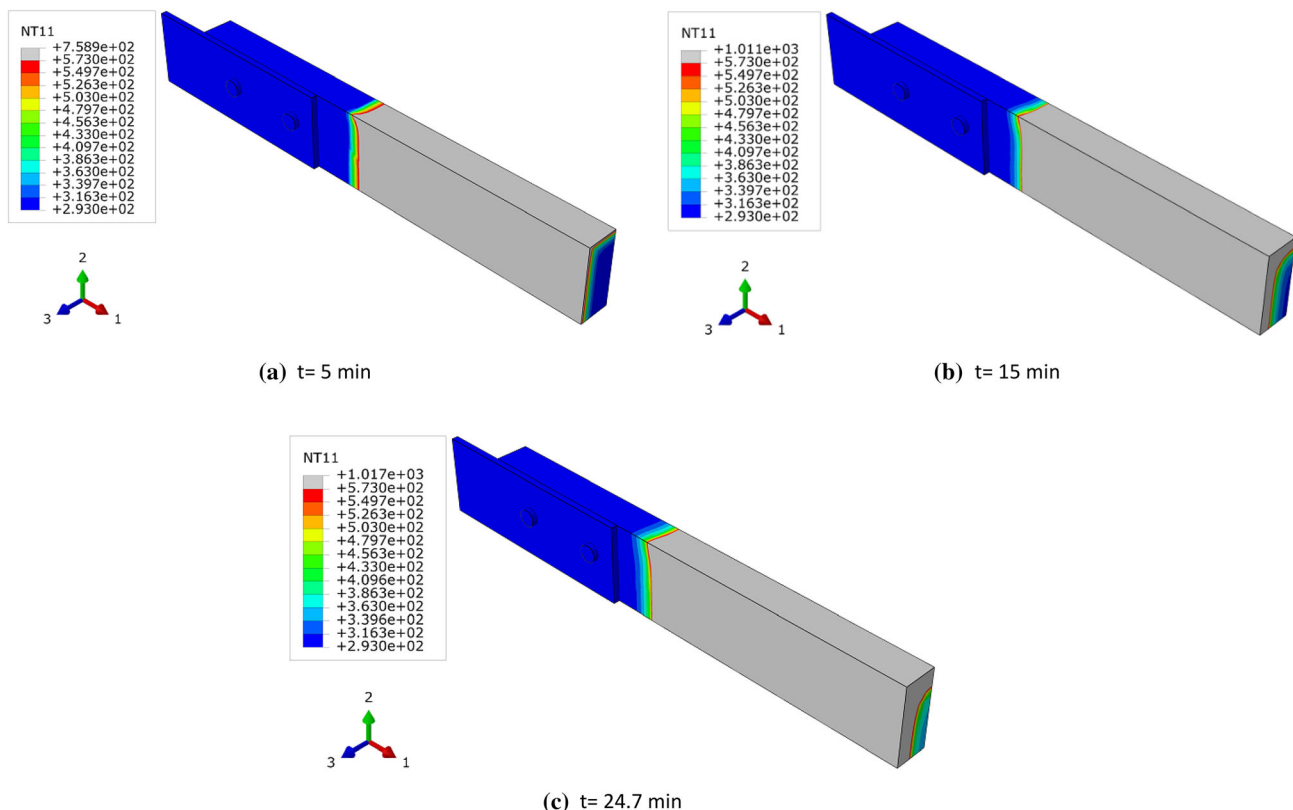 NT11
+7.589e+02
+5.730e+02
+5.497e+02
+5.263e+02
+5.030e+02
+4.797e+02
+4.563e+02
+4.330e+02
+4.097e+02
+3.863e+02
+3.630e+02
+3.397e+02
+3.163e+02
+2.930e+02
2
3
1
(a) t= 5 min
NT11
+1.011e+03
+5.730e+02
+5.497e+02
+5.263e+02
+5.030e+02
+4.797e+02
+4.563e+02
+4.330e+02
+4.097e+02
+3.863e+02
+3.630e+02
+3.397e+02
+3.163e+02
+2.930e+02
2
3
1
(b) t= 15 min
NT11
+1.017e+03
+5.730e+02
+5.497e+02
+5.263e+02
+5.030e+02
+4.797e+02
+4.563e+02
+4.330e+02
+4.096e+02
+3.863e+02
+3.630e+02
+3.396e+02
+3.163e+02
+2.930e+02
2
3
1
(c) t= 24.7 min